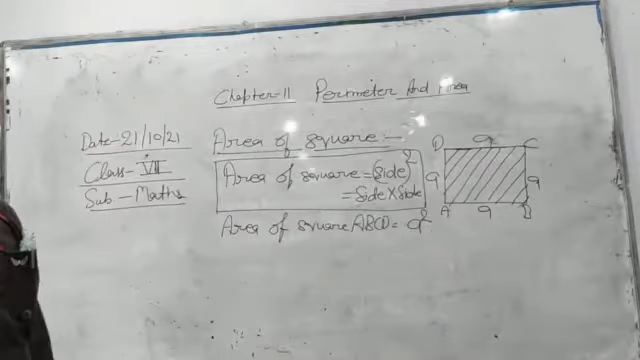 Chapter-11 Perimeter And Area
Date-21/10/21
Class-VII
Sub-Maths
Area of square:-
Area of square=(Side)²
=Side×Side
Area of square ABCD= a²
D a C
a a
A a B